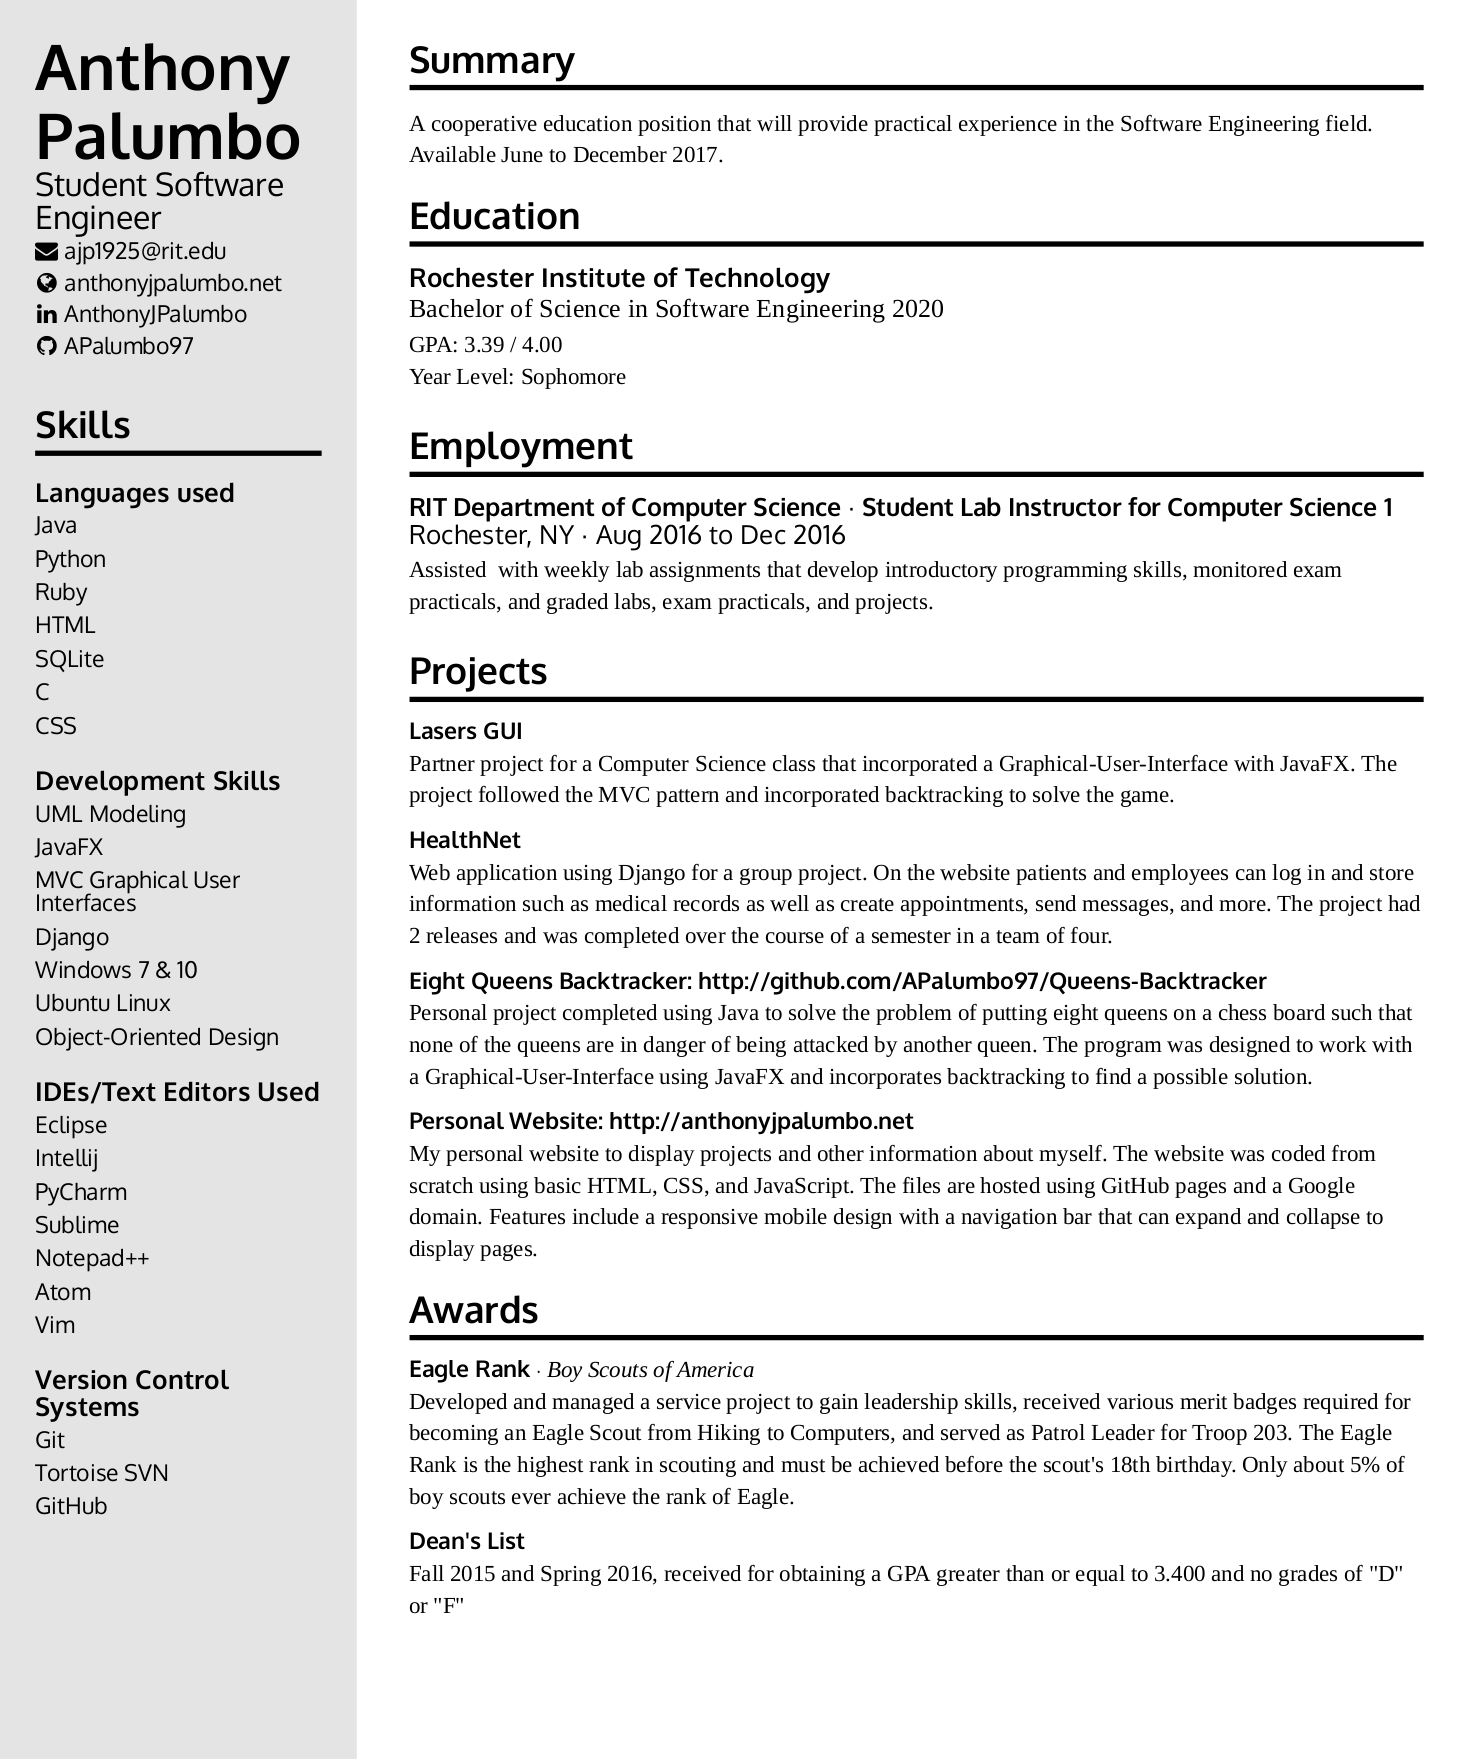 Anthony
Palumbo
Student Software
Engineer
ajp1925@rit.edu
anthonyjpalumbo.net
AnthonyJPalumbo
APalumbo97
Skills
Languages used
Java
Python
Ruby
HTML
SQLite
C
CSS
Development Skills
UML Modeling
JavaFX
MVC Graphical User
Interfaces
Django
Windows 7 & 10
Ubuntu Linux
Object-Oriented Design
IDEs/Text Editors Used
Eclipse
Intellij
PyCharm
Sublime
Notepad++
Atom
Vim
Version Control
Systems
Git
Tortoise SVN
GitHub
Summary
A cooperative education position that will provide practical experience in the Software Engineering field.
Available June to December 2017.
Education
Rochester Institute of Technology
Bachelor of Science in Software Engineering 2020
GPA: 3.39 / 4.00
Year Level: Sophomore
Employment
RIT Department of Computer Science · Student Lab Instructor for Computer Science 1
Rochester, NY · Aug 2016 to Dec 2016
Assisted  with weekly lab assignments that develop introductory programming skills, monitored exam
practicals, and graded labs, exam practicals, and projects.
Projects
Lasers GUI
Partner project for a Computer Science class that incorporated a Graphical-User-Interface with JavaFX. The
project followed the MVC pattern and incorporated backtracking to solve the game.
HealthNet
Web application using Django for a group project. On the website patients and employees can log in and store
information such as medical records as well as create appointments, send messages, and more. The project had
2 releases and was completed over the course of a semester in a team of four.
Eight Queens Backtracker: http://github.com/APalumbo97/Queens-Backtracker
Personal project completed using Java to solve the problem of putting eight queens on a chess board such that
none of the queens are in danger of being attacked by another queen. The program was designed to work with
a Graphical-User-Interface using JavaFX and incorporates backtracking to find a possible solution.
Personal Website: http://anthonyjpalumbo.net
My personal website to display projects and other information about myself. The website was coded from
scratch using basic HTML, CSS, and JavaScript. The files are hosted using GitHub pages and a Google
domain. Features include a responsive mobile design with a navigation bar that can expand and collapse to
display pages.
Awards
Eagle Rank · Boy Scouts of America
Developed and managed a service project to gain leadership skills, received various merit badges required for
becoming an Eagle Scout from Hiking to Computers, and served as Patrol Leader for Troop 203. The Eagle
Rank is the highest rank in scouting and must be achieved before the scout's 18th birthday. Only about 5% of
boy scouts ever achieve the rank of Eagle.
Dean's List
Fall 2015 and Spring 2016, received for obtaining a GPA greater than or equal to 3.400 and no grades of "D"
or "F"